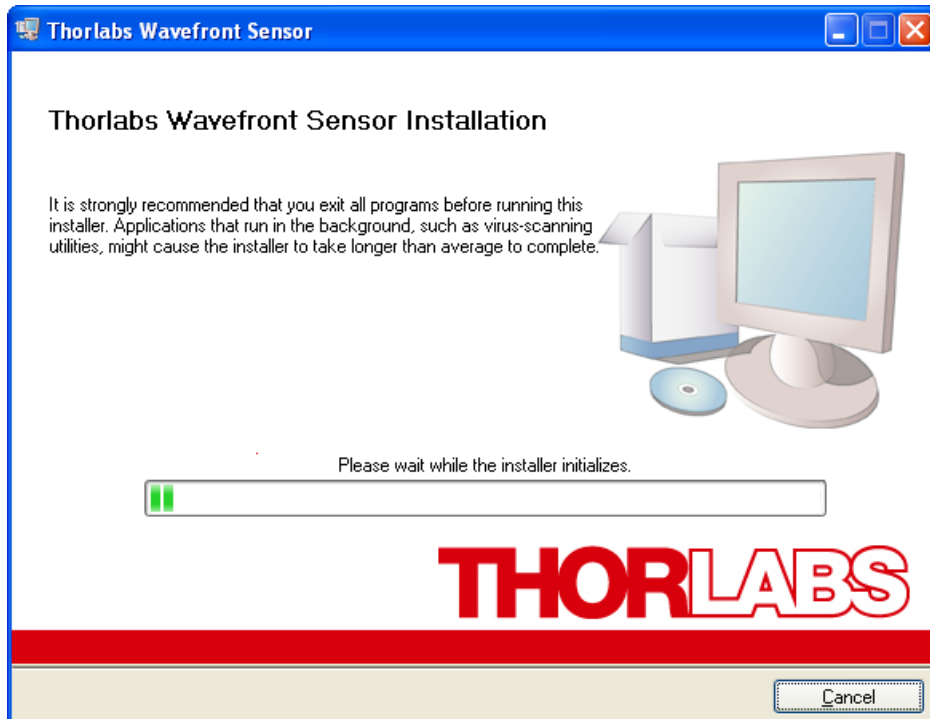 Thorlabs Wavefront Sensor
Thorlabs Wavefront Sensor Installation
It is strongly recommended that you exit all programs before running this
installer. Applications that run in the background, such as virus-scanning
utilities, might cause the installer to take longer than average to complete.
Please wait while the installer initializes.
THORLABS
Cancel